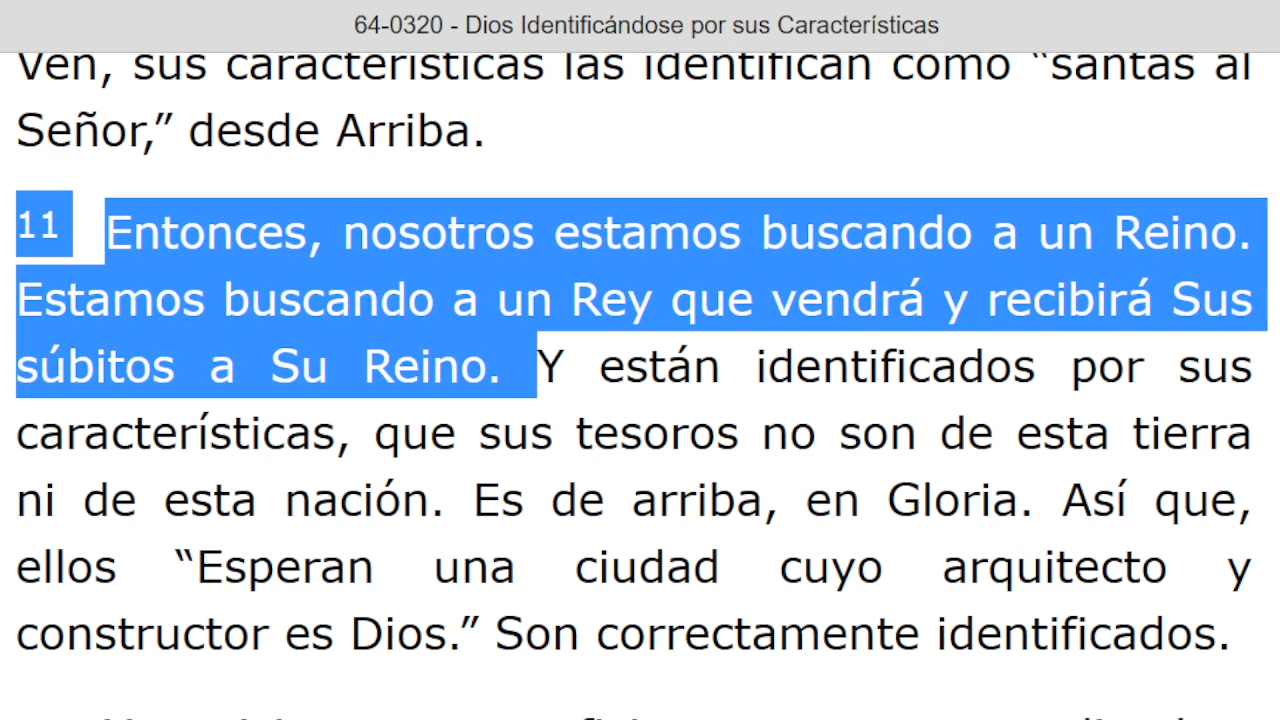 64-0320 - Dios Identificándose por sus Características
Ven, sus características las identifican como “santas al
Señor,” desde Arriba.
11 Entonces, nosotros estamos buscando a un Reino.
Estamos buscando a un Rey que vendrá y recibirá Sus
súbitos a Su Reino. Y están identificados por sus
características, que sus tesoros no son de esta tierra
ni de esta nación. Es de arriba, en Gloria. Así que,
ellos “Esperan una ciudad cuyo arquitecto y
constructor es Dios.” Son correctamente identificados.